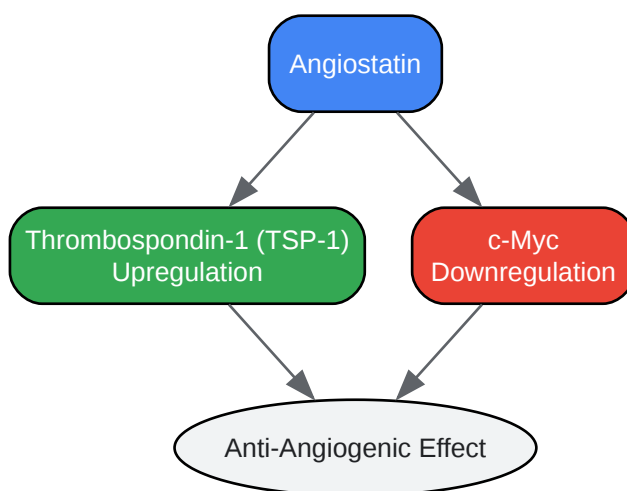 Angiostatin
Thrombospondin-1 (TSP-1)
Upregulation
c-Myc
Downregulation
Anti-Angiogenic Effect